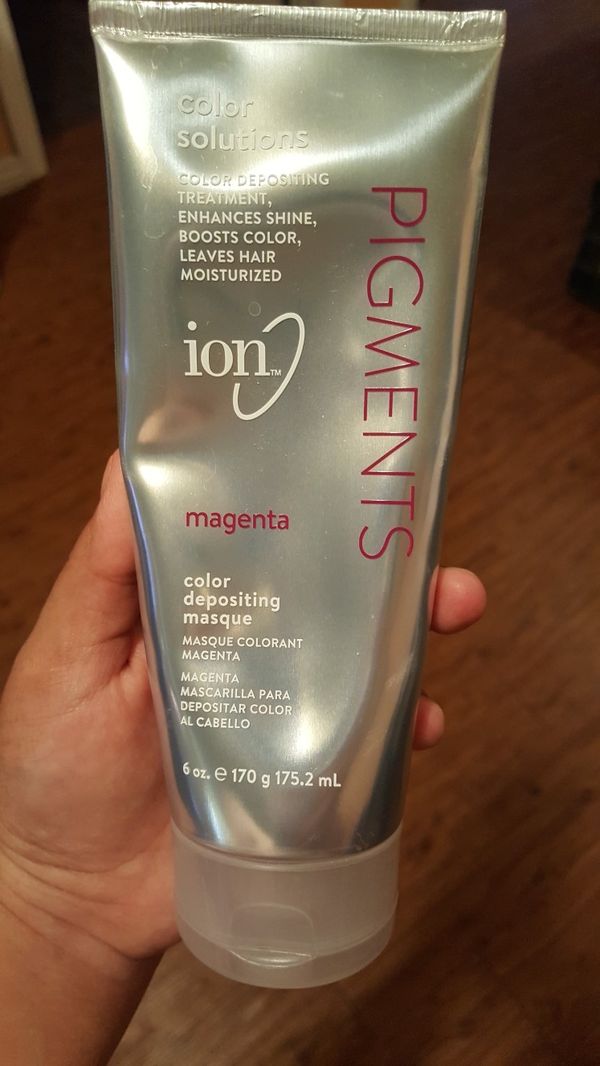 color
solutions
COLOR DEPOSITING
TREATMENT,
ENHANCES SHINE,
BOOSTS COLOR,
LEAVES HAIR
MOISTURIZED
PIGMENTS
ion™
magenta
color
depositing
masque
MASQUE COLORANT
MAGENTA
MAGENTA
MASCARILLA PARA
DEPOSITAR COLOR
AL CABELLO
6 oz. ℮ 170 g 175.2 mL